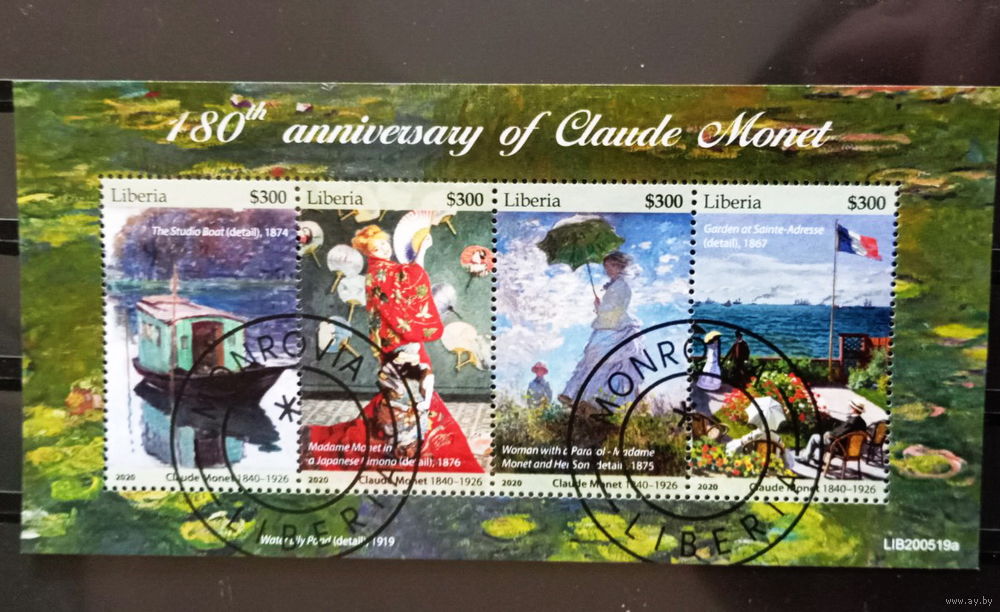 180th anniversary of Claude Monet
Liberia $300
The Studio Boat (detail), 1874
2020 Claude Monet 1840–1926
Liberia $300
Madame Monet in
a Japanese Kimono (detail), 1876
2020 Claude Monet 1840–1926
Liberia $300
Woman with a Parasol - Madame
Monet and Her Son (detail), 1875
2020 Claude Monet 1840–1926
Liberia $300
Garden at Sainte-Adresse
(detail), 1867
2020 Claude Monet 1840–1926
MONROVIA
LIBERIA
MONROVIA
LIBERIA
Water Lily Pond (detail), 1919
LIB200519a
www.ay.by